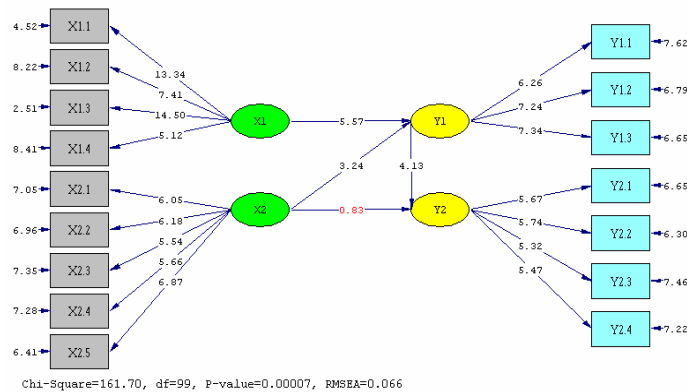 4.52 X1.1
8.22 X1.2
2.51 X1.3
8.41 X1.4
7.05 X2.1
6.96 X2.2
7.35 X2.3
7.28 X2.4
6.41 X2.5
13.34
7.41
14.50
5.12
6.05
6.18
5.54
5.66
6.87
X1
X2
5.57
3.24
0.83
4.13
Y1
Y2
6.26
7.24
7.34
5.67
5.74
5.32
5.47
Y1.1 7.62
Y1.2 6.79
Y1.3 6.65
Y2.1 6.65
Y2.2 6.30
Y2.3 7.46
Y2.4 7.22
Chi-Square=161.70, df=99, P-value=0.00007, RMSEA=0.066